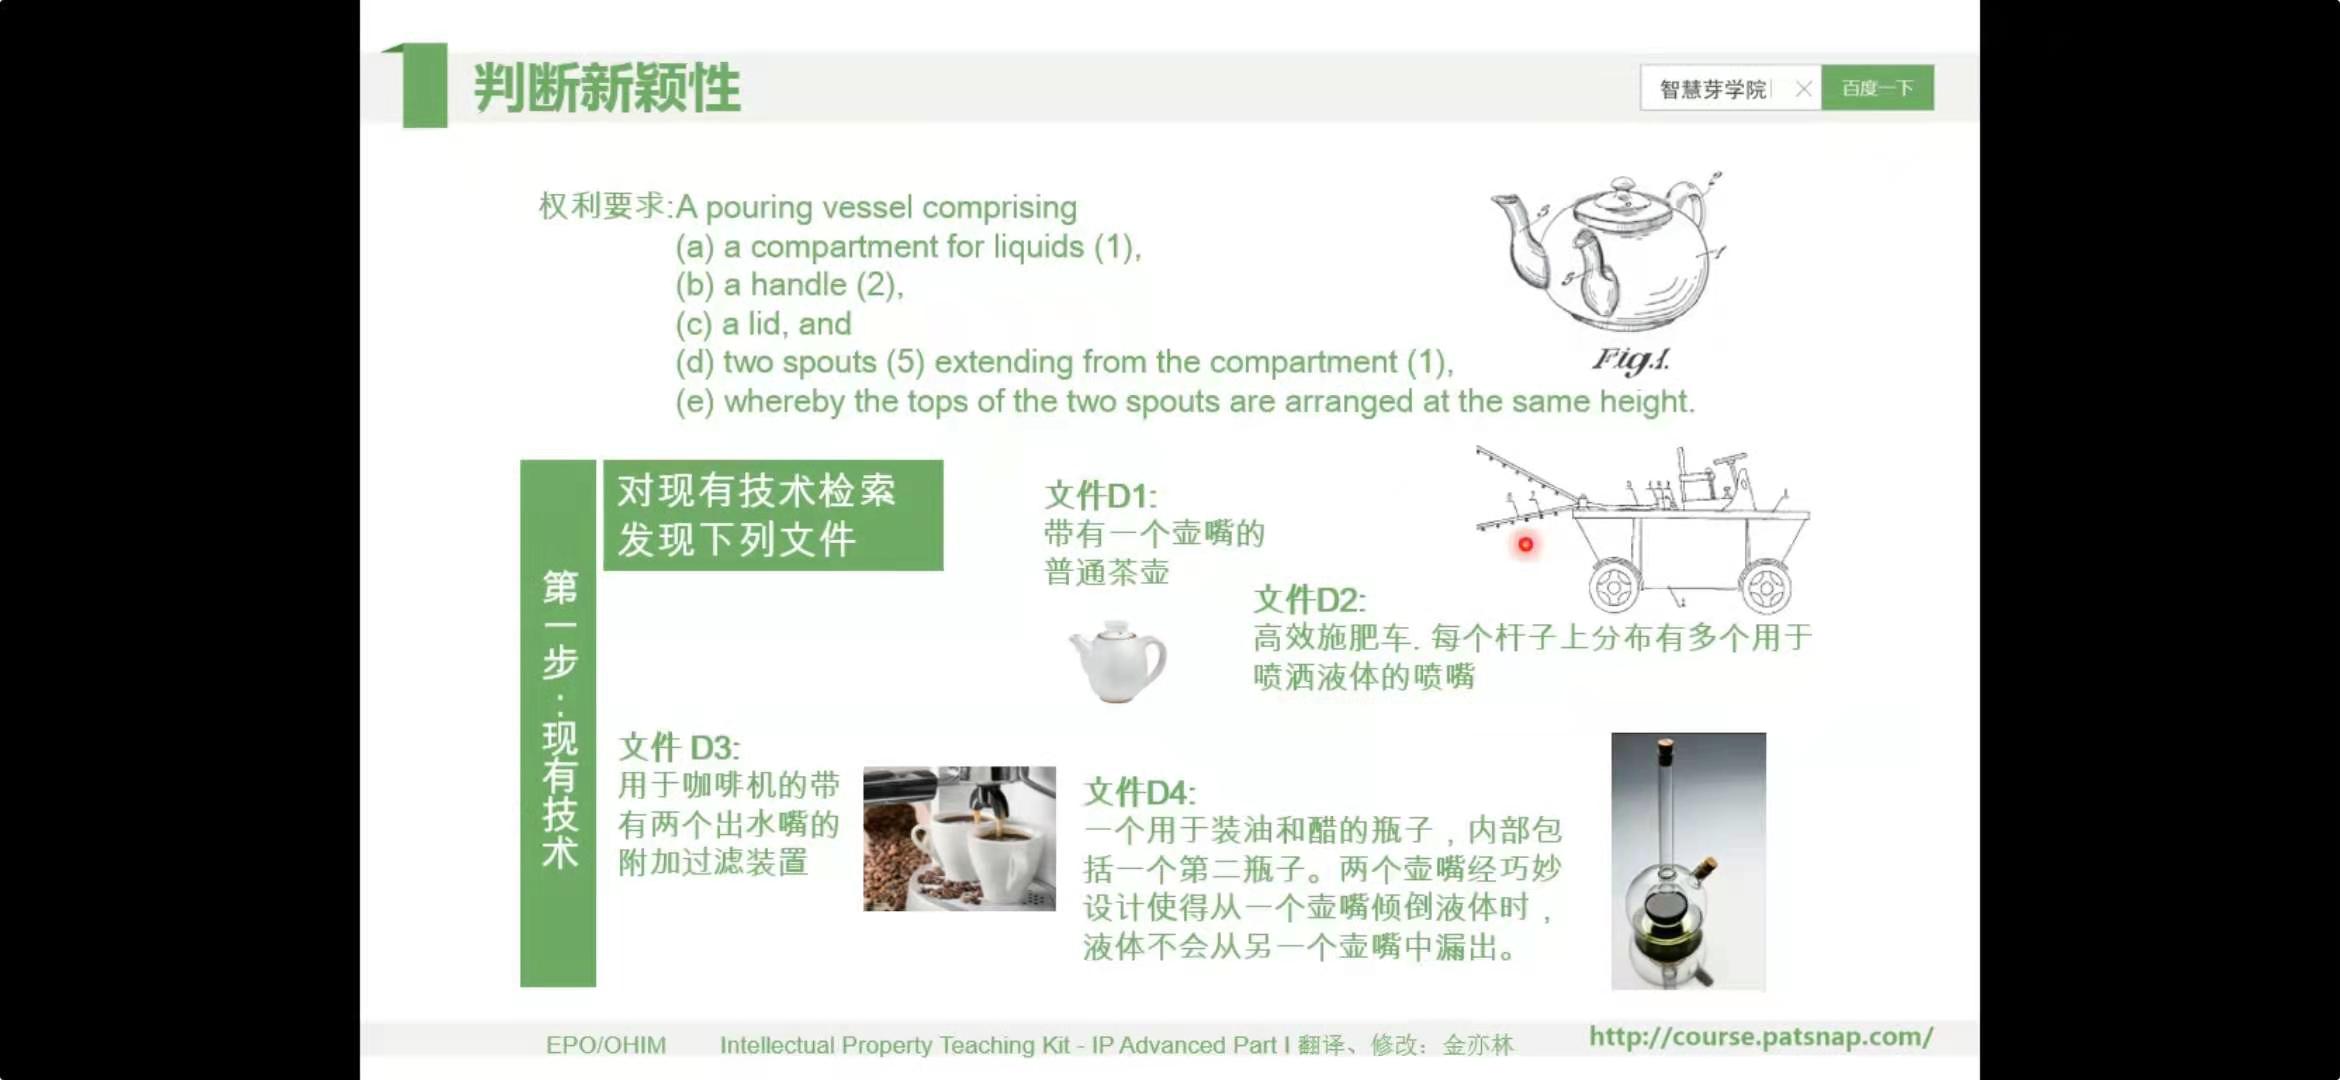 判断新颖性
智慧芽学院
百度一下
权利要求:A pouring vessel comprising
(a) a compartment for liquids (1),
(b) a handle (2),
(c) a lid, and
(d) two spouts (5) extending from the compartment (1),
(e) whereby the tops of the two spouts are arranged at the same height.
2
5
5
1
Fig.1.
第一步:现有技术
对现有技术检索
发现下列文件
文件D1:
带有一个壶嘴的
普通茶壶
文件D2:
高效施肥车. 每个杆子上分布有多个用于
喷洒液体的喷嘴
文件 D3:
用于咖啡机的带
有两个出水嘴的
附加过滤装置
文件D4:
一个用于装油和醋的瓶子，内部包
括一个第二瓶子。两个壶嘴经巧妙
设计使得从一个壶嘴倾倒液体时，
液体不会从另一个壶嘴中漏出。
EPO/OHIM
Intellectual Property Teaching Kit - IP Advanced Part I 翻译、修改：金亦林
http://course.patsnap.com/